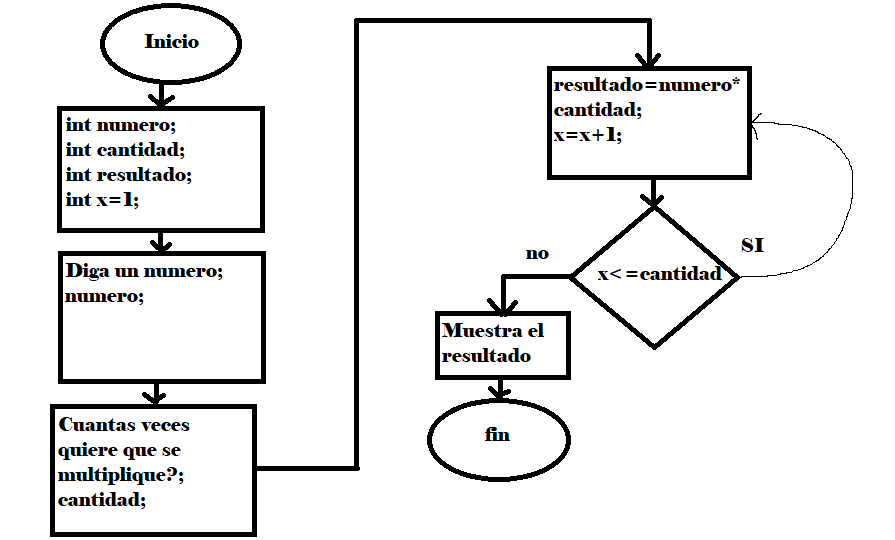 Inicio
int numero;
int cantidad;
int resultado;
int x=1;
Diga un numero;
numero;
Cuantas veces
quiere que se
multiplique?;
cantidad;
resultado=numero*
cantidad;
x=x+1;
x<=cantidad
SI
no
Muestra el
resultado
fin